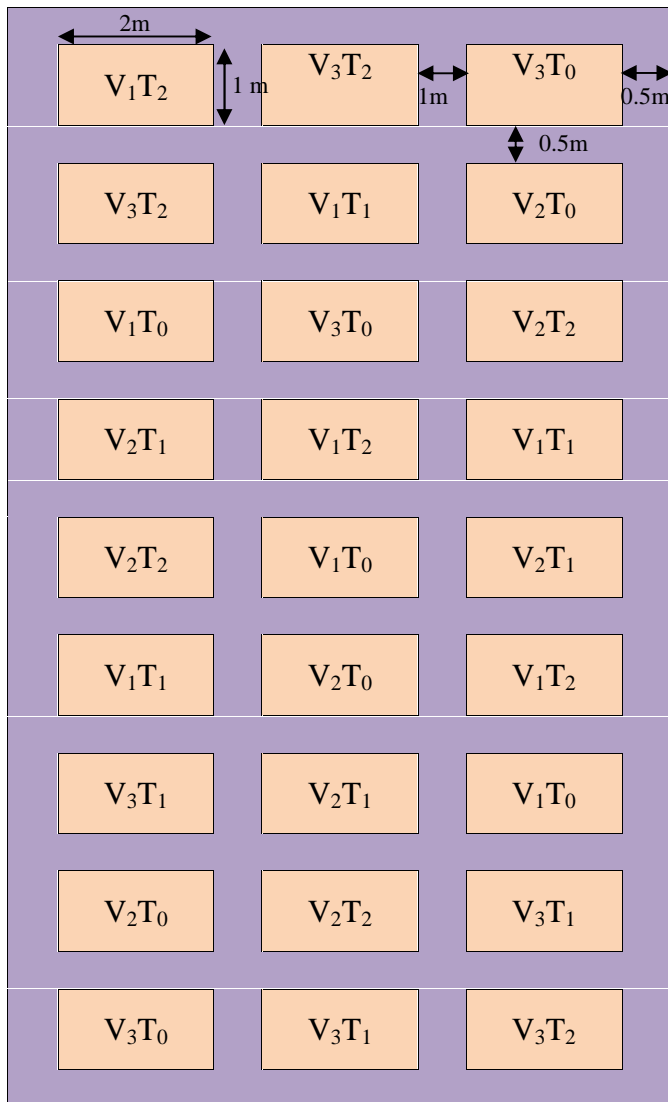 2m
V₁T₂ 1 m V₃T₂ 1m V₃T₀ 0.5m
0.5m
V₃T₂ V₁T₁ V₂T₀
V₁T₀ V₃T₀ V₂T₂
V₂T₁ V₁T₂ V₁T₁
V₂T₂ V₁T₀ V₂T₁
V₁T₁ V₂T₀ V₁T₂
V₃T₁ V₂T₁ V₁T₀
V₂T₀ V₂T₂ V₃T₁
V₃T₀ V₃T₁ V₃T₂